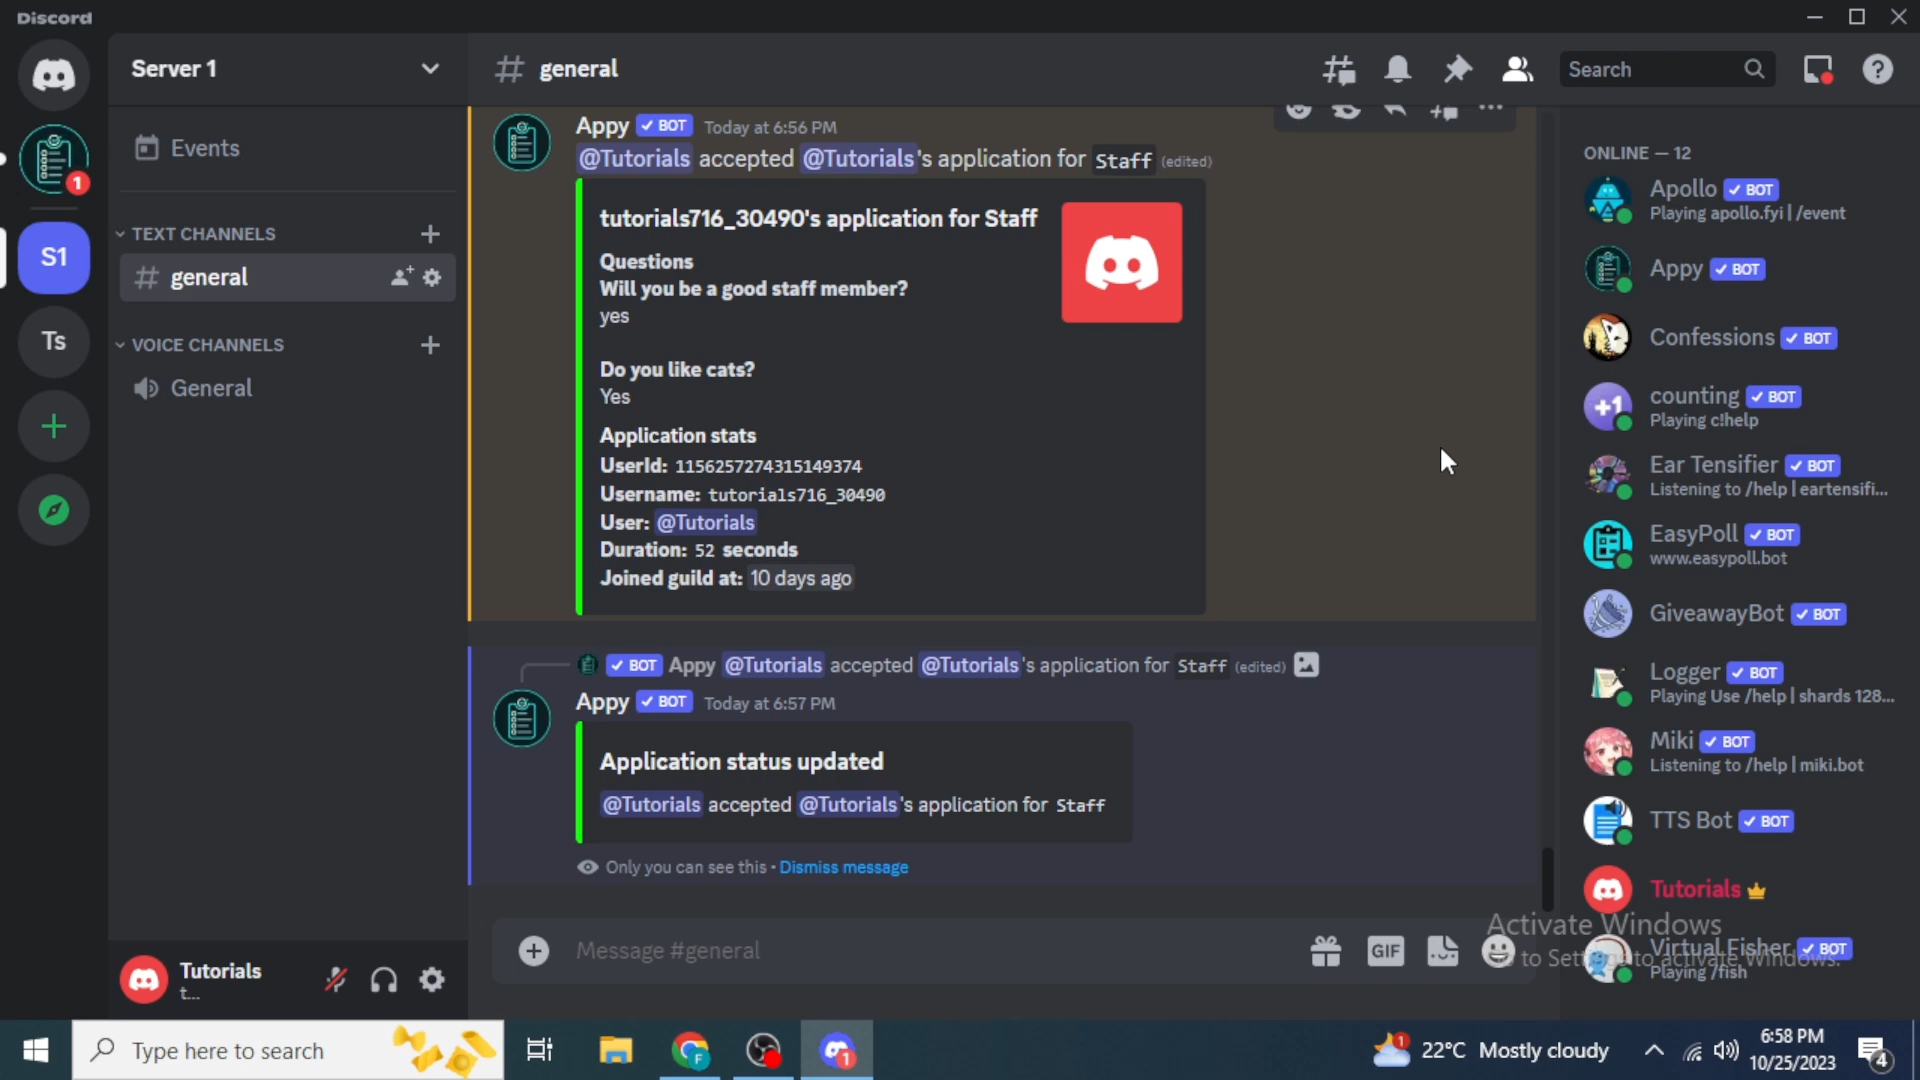 Discord
Server 1
general
Search
1
S1
Ts
Events
TEXT CHANNELS
general
VOICE CHANNELS
General
Appy BOT Today at 6:56 PM
@Tutorials accepted @Tutorials's application for Staff (edited)
tutorials716_30490's application for Staff
Questions
Will you be a good staff member?
yes
Do you like cats?
Yes
Application stats
UserId: 1156257274315149374
Username: tutorials716_30490
User: @Tutorials
Duration: 52 seconds
Joined guild at: 10 days ago
BOT Appy @Tutorials accepted @Tutorials's application for Staff (edited)
Appy BOT Today at 6:57 PM
Application status updated
@Tutorials accepted @Tutorials's application for Staff
Only you can see this • Dismiss message
Message #general
GIF
Tutorials
t...
ONLINE — 12
Apollo BOT
Playing apollo.fyi | /event
Appy BOT
Confessions BOT
+1
counting BOT
Playing c!help
Ear Tensifier BOT
Listening to /help | eartensifi...
EasyPoll BOT
www.easypoll.bot
GiveawayBot BOT
Logger BOT
Playing Use /help | shards 128...
Miki BOT
Listening to /help | miki.bot
TTS Bot BOT
Tutorials
Activate Windows
Virtual Fisher BOT
Playing /fish
to activate Windows.
Type here to search
F
1
1
22°C Mostly cloudy
6:58 PM
10/25/2023
4